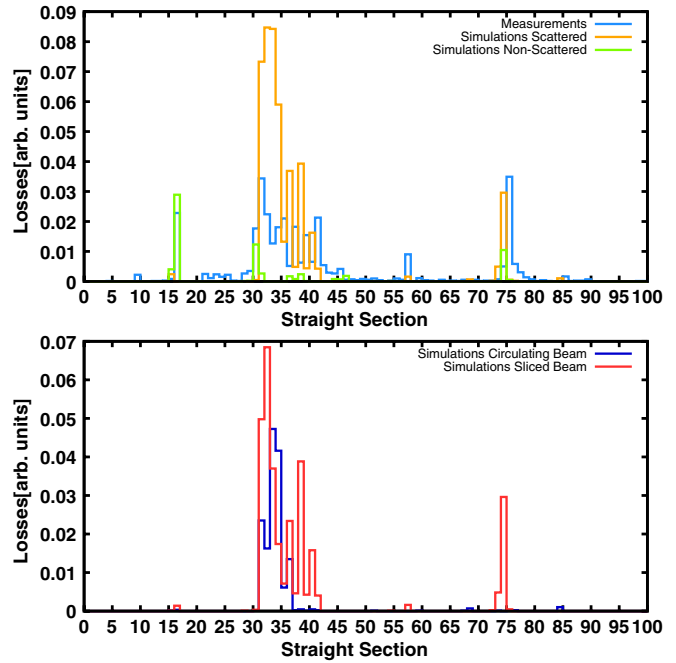 0.09
0.08
0.07
0.06
0.05
0.04
0.03
0.02
0.01
0
Losses[arb. units]
Measurements
Simulations Scattered
Simulations Non-Scattered
0 5 10 15 20 25 30 35 40 45 50 55 60 65 70 75 80 85 90 95 100
Straight Section
0.07
0.06
0.05
0.04
0.03
0.02
0.01
0
Losses[arb. units]
Simulations Circulating Beam
Simulations Sliced Beam
0 5 10 15 20 25 30 35 40 45 50 55 60 65 70 75 80 85 90 95 100
Straight Section